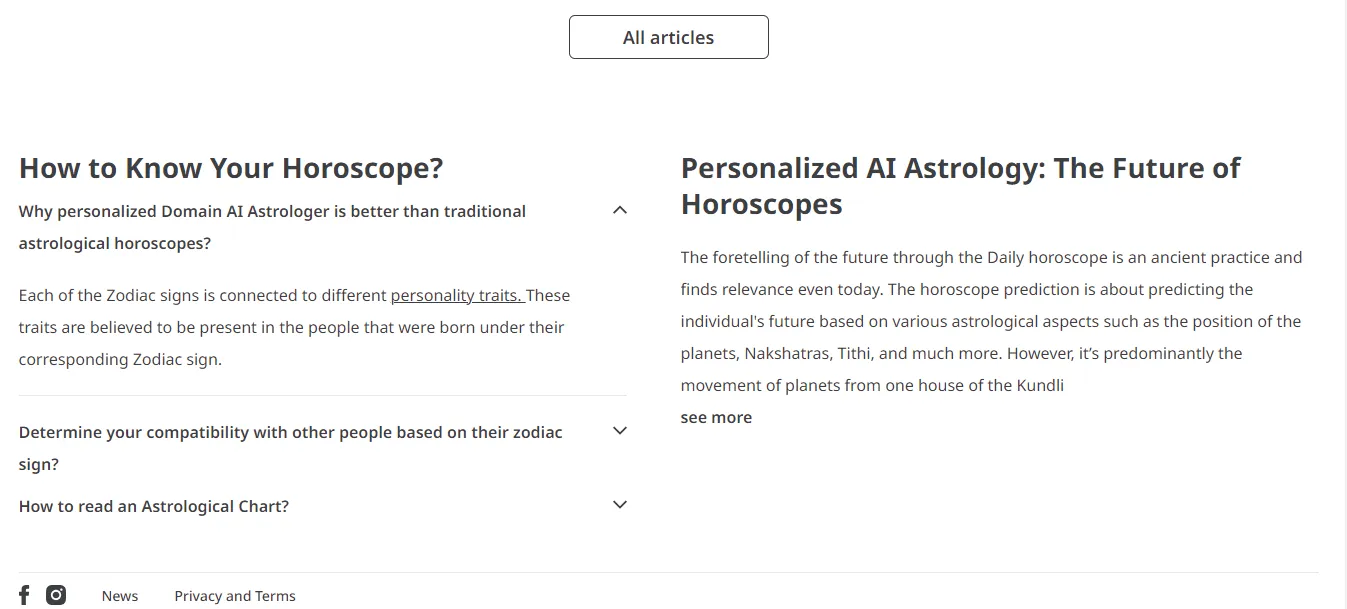 All articles
How to Know Your Horoscope?
Why personalized Domain AI Astrologer is better than traditional
astrological horoscopes?
Each of the Zodiac signs is connected to different personality traits. These
traits are believed to be present in the people that were born under their
corresponding Zodiac sign.
Determine your compatibility with other people based on their zodiac
sign?
How to read an Astrological Chart?
Personalized AI Astrology: The Future of
Horoscopes
The foretelling of the future through the Daily horoscope is an ancient practice and
finds relevance even today. The horoscope prediction is about predicting the
individual's future based on various astrological aspects such as the position of the
planets, Nakshatras, Tithi, and much more. However, it’s predominantly the
movement of planets from one house of the Kundli
see more
News
Privacy and Terms